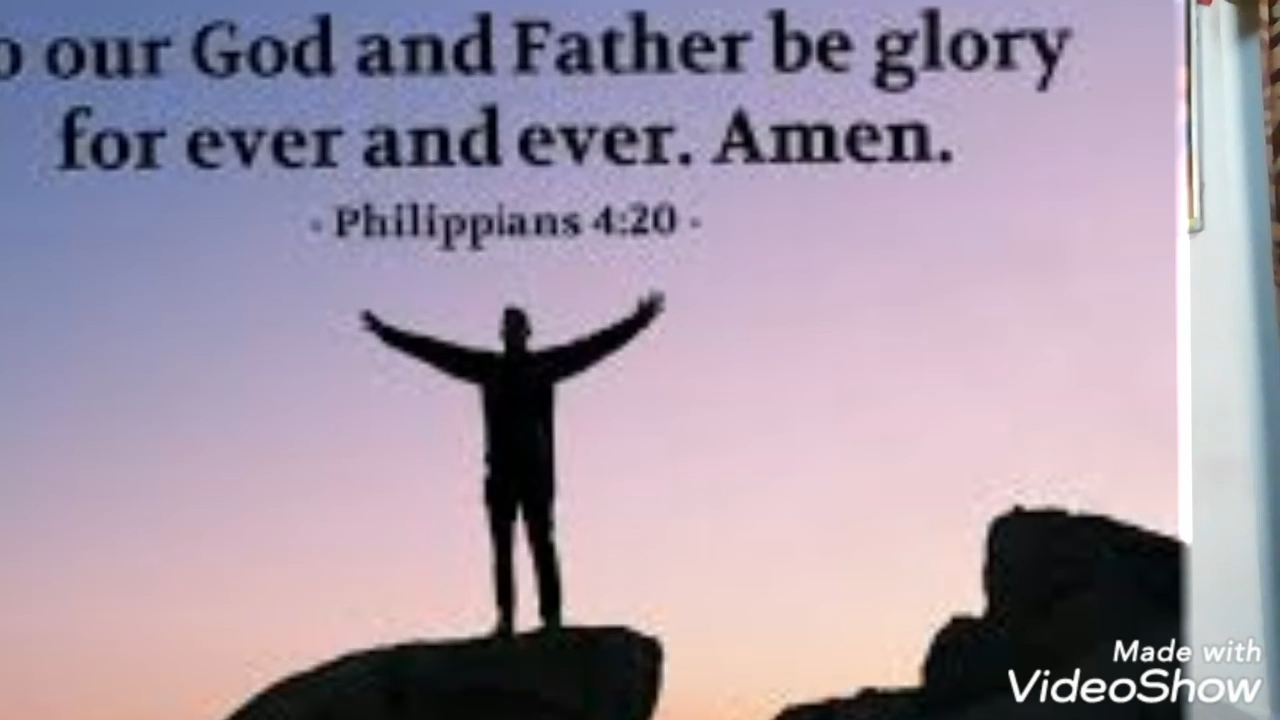 o our God and Father be glory
for ever and ever. Amen.
- Philippians 4:20 -
Made with
VideoShow